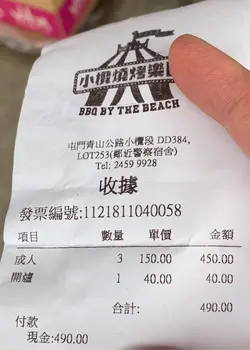 小欖燒烤樂
BBQ BY THE BEACH
屯門青山公路小欖段 DD384,
LOT253(鄰近警察宿舍)
Tel: 2459 9928
收據
發票編號:1121811040058
項目 數量 單價 金額
成人 3 150.00 450.00
開爐 1 40.00 40.00
合計: 490.00
付款
現金:490.00